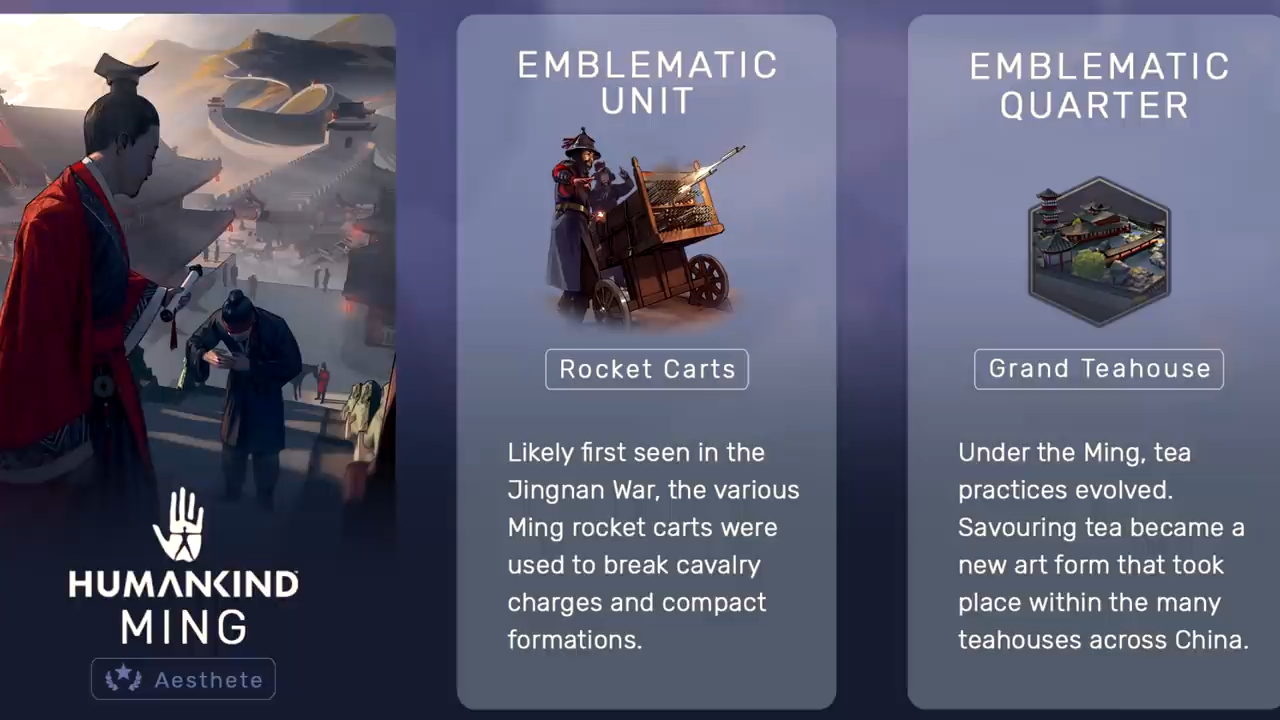 HUMANKIND
MING
Aesthete
EMBLEMATIC
UNIT
Rocket Carts
Likely first seen in the
Jingnan War, the various
Ming rocket carts were
used to break cavalry
charges and compact
formations.
EMBLEMATIC
QUARTER
Grand Teahouse
Under the Ming, tea
practices evolved.
Savouring tea became a
new art form that took
place within the many
teahouses across China.